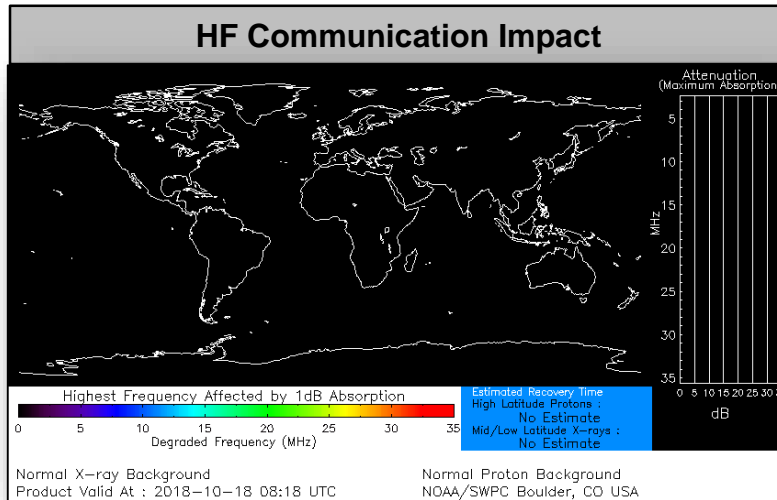 HF Communication Impact
Attenuation
(Maximum Absorption
5
10
15
20
25
30
35
MHz
0 5 10 15 20 25 30
dB
Highest Frequency Affected by 1dB Absorption
0 5 10 15 20 25 30 35
Degraded Frequency (MHz)
Estimated Recovery Time
High Latitude Protons :
No Estimate
Mid/Low Latitude X-rays :
No Estimate
Normal X-ray Background
Product Valid At : 2018-10-18 08:18 UTC
Normal Proton Background
NOAA/SWPC Boulder, CO USA